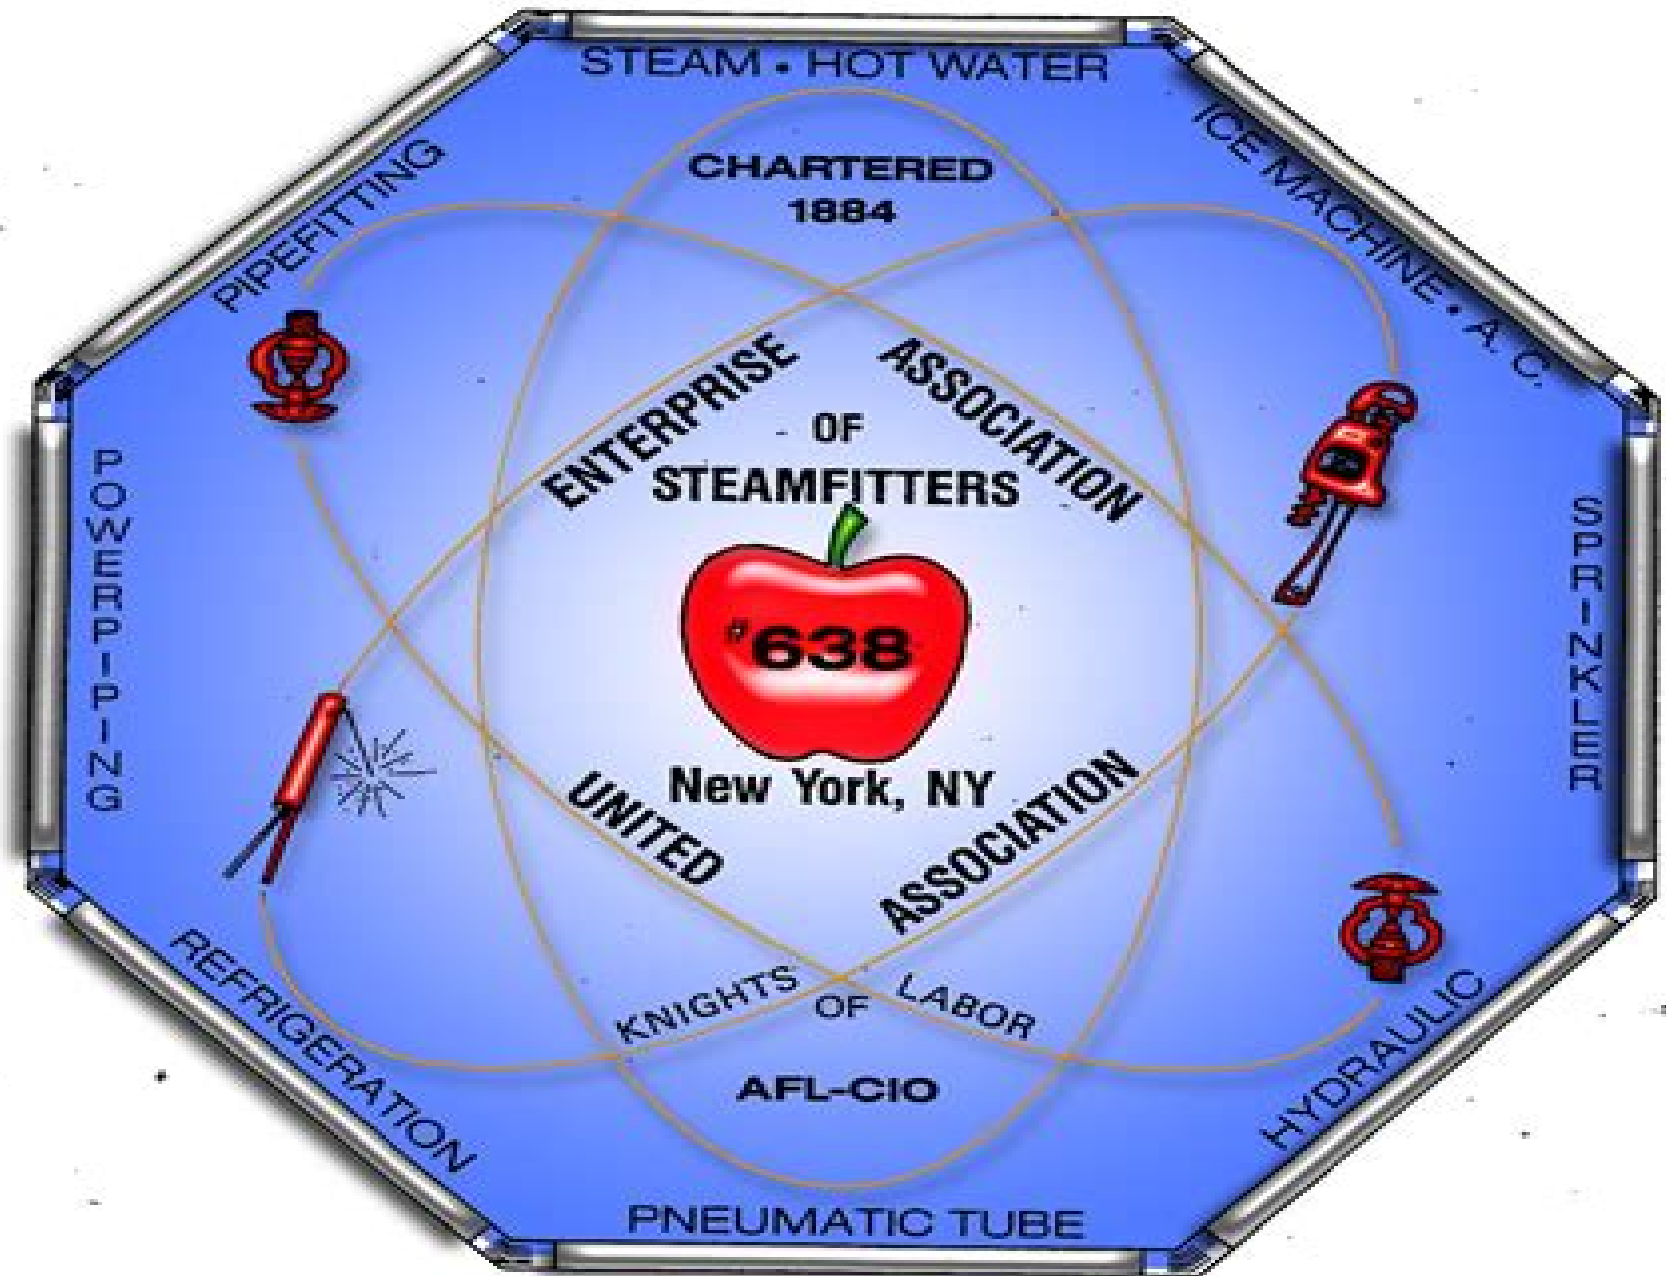 STEAM • HOT WATER
ICE MACHINE • A. C.
SPRINKLER
HYDRAULIC
PNEUMATIC TUBE
REFRIGERATION
POWERPIPING
PIPEFITTING
CHARTERED
1884
ENTERPRISE ASSOCIATION
OF
STEAMFITTERS
#638
New York, NY
UNITED ASSOCIATION
KNIGHTS OF LABOR
AFL-CIO